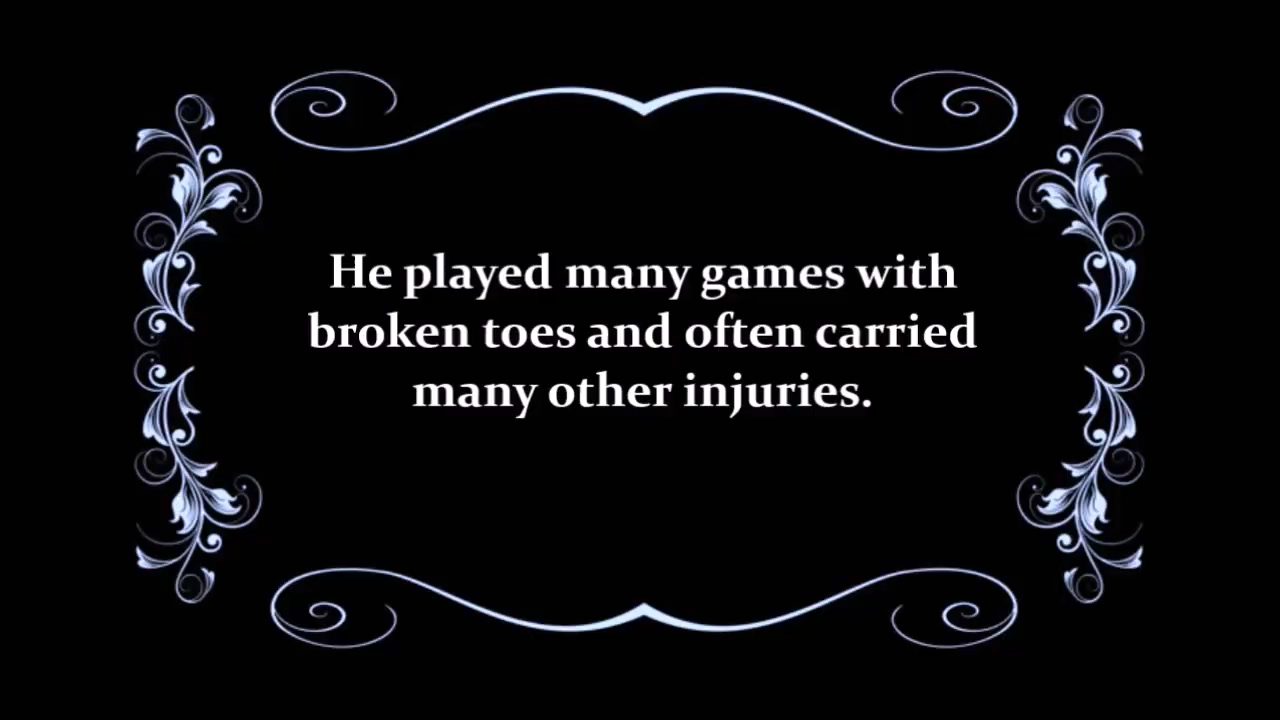 He played many games with
broken toes and often carried
many other injuries.